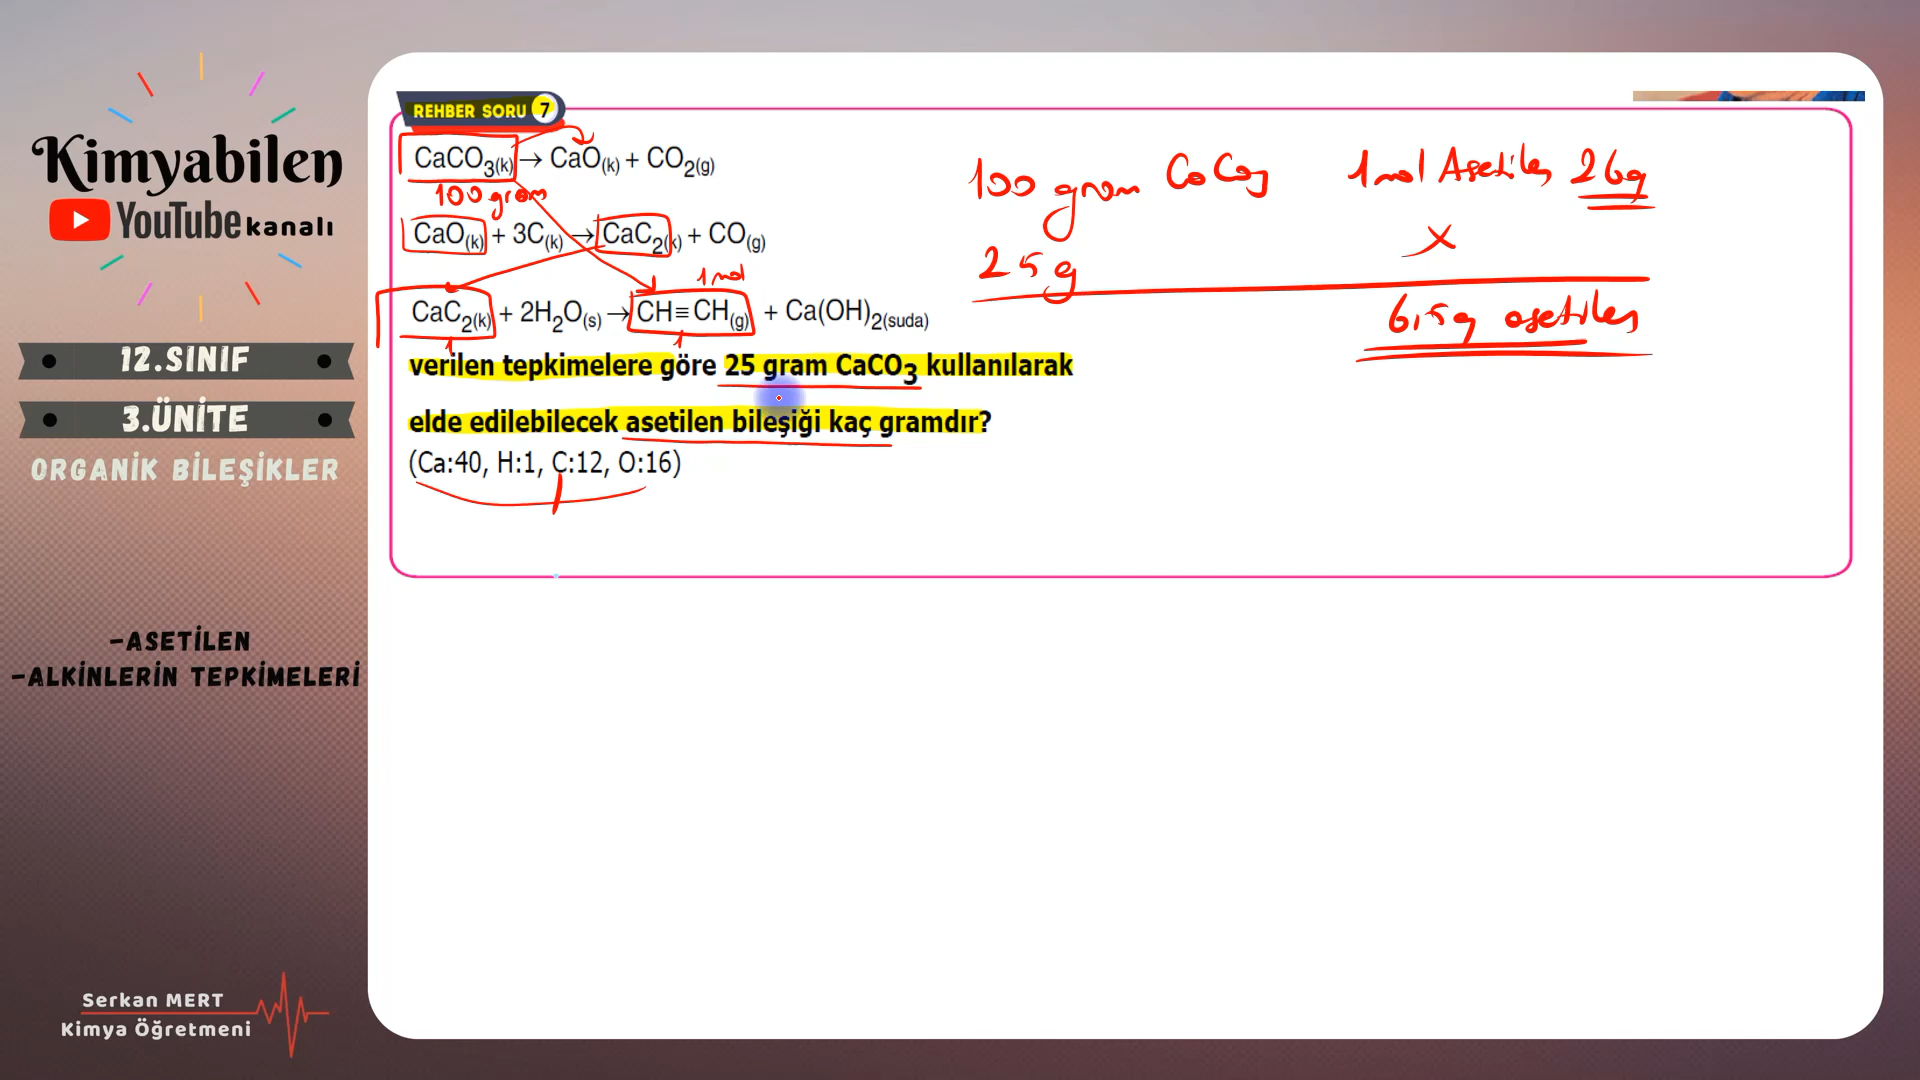 Kimyabilen
YouTube kanalı
12.SINIF
3.ÜNİTE
ORGANİK BİLEŞİKLER
-ASETİLEN
-ALKİNLERİN TEPKİMELERİ
Serkan MERT
Kimya Öğretmeni
REHBER SORU 7
CaCO3(k) → CaO(k) + CO2(g)
100 gram
CaO(k) + 3C(k) → CaC2(k) + CO(g)
1 mol
CaC2(k) + 2H2O(s) → CH≡CH(g) + Ca(OH)2(suda)
1 1
verilen tepkimelere göre 25 gram CaCO3 kullanılarak
elde edilebilecek asetilen bileşiği kaç gramdır?
(Ca:40, H:1, C:12, O:16)
100 gram CaCO3 1 mol Asetilen 26g
25g X
6,5g asetilen